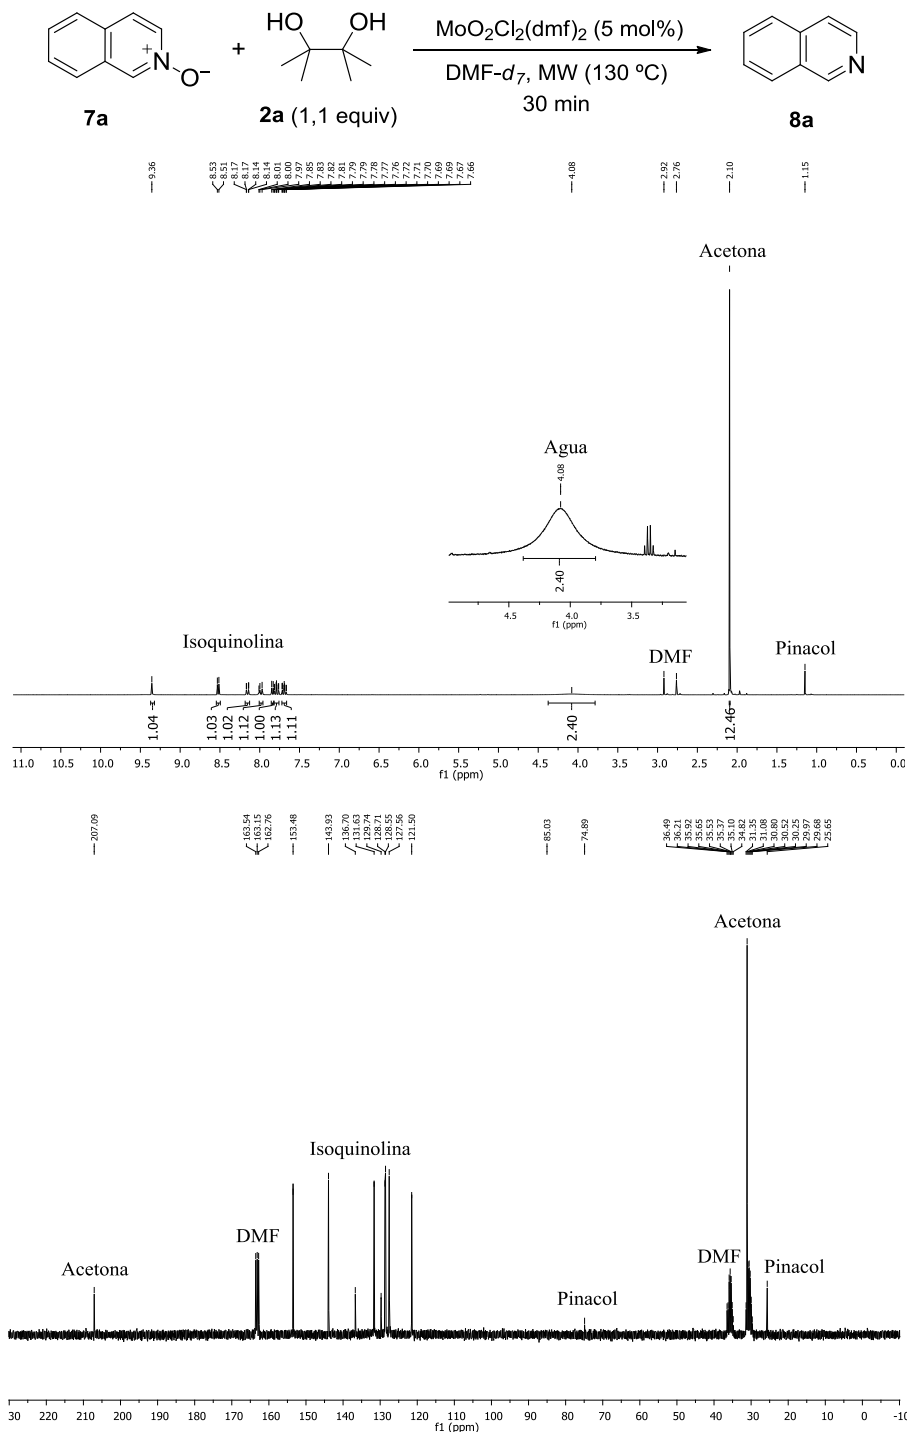 HO OH
MoO2Cl2(dmf)2 (5 mol%)
+
+
N
O−
DMF-d7, MW (130 ºC)
30 min
N
7a
2a (1,1 equiv)
8a
9.36
8.53
8.51
8.17
8.17
8.14
8.14
8.01
8.00
7.97
7.85
7.83
7.82
7.81
7.79
7.79
7.78
7.77
7.76
7.72
7.71
7.70
7.69
7.69
7.67
7.66
4.08
2.92
2.76
2.10
1.15
Acetona
Agua
4.08
2.40
4.5 4.0 3.5
f1 (ppm)
Isoquinolina
DMF
Pinacol
1.04
1.03
1.02
1.12
1.00
1.13
1.11
2.40
12.46
11.0 10.5 10.0 9.5 9.0 8.5 8.0 7.5 7.0 6.5 6.0 5.5 5.0 4.5 4.0 3.5 3.0 2.5 2.0 1.5 1.0 0.5 0.0
f1 (ppm)
207.09
163.54
163.15
162.76
153.48
143.93
136.70
131.63
129.74
128.71
128.55
127.56
121.50
85.03
74.89
36.49
36.21
35.92
35.65
35.53
35.37
35.10
34.82
31.35
31.08
30.80
30.52
30.25
29.97
29.68
25.65
Acetona
Isoquinolina
DMF
Acetona
Pinacol
DMF
Pinacol
30 220 210 200 190 180 170 160 150 140 130 120 110 100 90 80 70 60 50 40 30 20 10 0 -10
f1 (ppm)